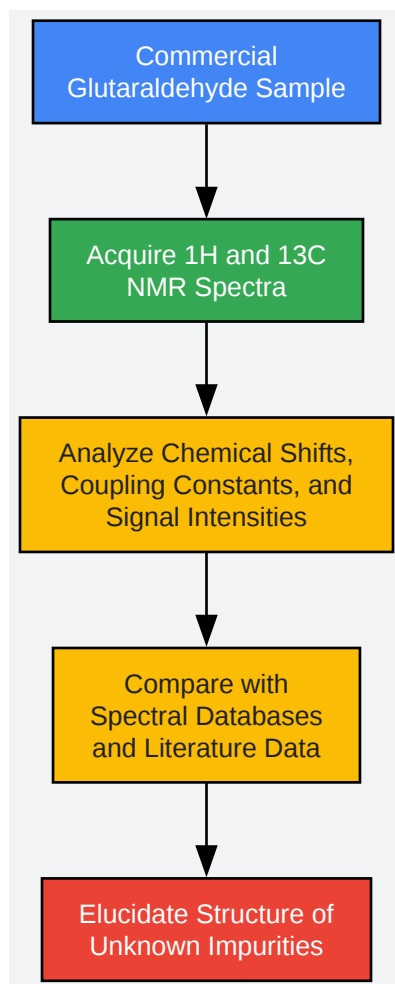 Commercial
Glutaraldehyde Sample
Acquire 1H and 13C
NMR Spectra
Analyze Chemical Shifts,
Coupling Constants, and
Signal Intensities
Compare with
Spectral Databases
and Literature Data
Elucidate Structure of
Unknown Impurities